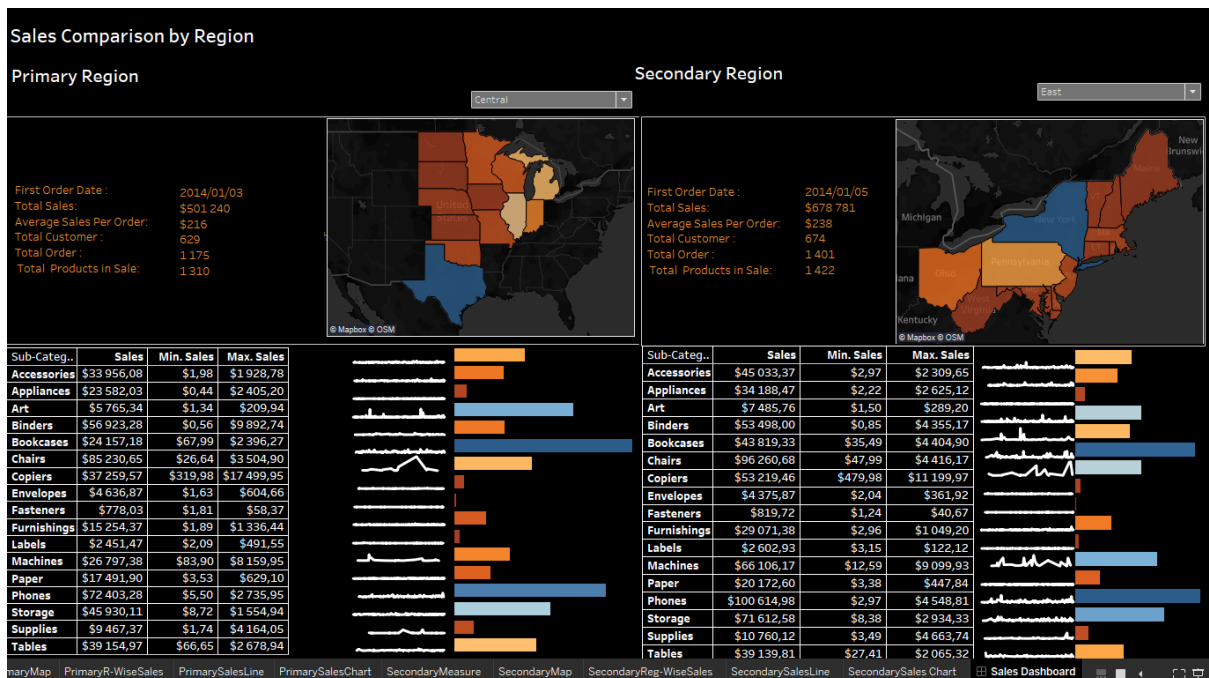 Sales Comparison by Region
Primary Region
Central
First Order Date : 2014/01/03
Total Sales: $501 240
Average Sales Per Order: $216
Total Customer : 629
Total Order : 1 175
Total Products in Sale: 1 310
United
States
© Mapbox © OSM
Sub-Categ.. Sales Min. Sales Max. Sales
Accessories $33 956,08 $1,98 $1 928,78
Appliances $23 582,03 $0,44 $2 405,20
Art $5 765,34 $1,34 $209,94
Binders $56 923,28 $0,56 $9 892,74
Bookcases $24 157,18 $67,99 $2 396,27
Chairs $85 230,65 $26,64 $3 504,90
Copiers $37 259,57 $319,98 $17 499,95
Envelopes $4 636,87 $1,63 $604,66
Fasteners $778,03 $1,81 $58,37
Furnishings $15 254,37 $1,89 $1 336,44
Labels $2 451,47 $2,09 $491,55
Machines $26 797,38 $83,90 $8 159,95
Paper $17 491,90 $3,53 $629,10
Phones $72 403,28 $5,50 $2 735,95
Storage $45 930,11 $8,72 $1 554,94
Supplies $9 467,37 $1,74 $4 164,05
Tables $39 154,97 $66,65 $2 678,94
Secondary Region
East
First Order Date : 2014/01/05
Total Sales: $678 781
Average Sales Per Order: $238
Total Customer : 674
Total Order : 1 401
Total Products in Sale: 1 422
New
Brunswi
Maine
VT
Michigan
New York
MA
CT
Pennsylvania
Ohio
iana
West
Virginia
Kentucky
© Mapbox © OSM
Sub-Categ.. Sales Min. Sales Max. Sales
Accessories $45 033,37 $2,97 $2 309,65
Appliances $34 188,47 $2,22 $2 625,12
Art $7 485,76 $1,50 $289,20
Binders $53 498,00 $0,85 $4 355,17
Bookcases $43 819,33 $35,49 $4 404,90
Chairs $96 260,68 $47,99 $4 416,17
Copiers $53 219,46 $479,98 $11 199,97
Envelopes $4 375,87 $2,04 $361,92
Fasteners $819,72 $1,24 $40,67
Furnishings $29 071,38 $2,96 $1 049,20
Labels $2 602,93 $3,15 $122,12
Machines $66 106,17 $12,59 $9 099,93
Paper $20 172,60 $3,38 $447,84
Phones $100 614,98 $2,97 $4 548,81
Storage $71 612,58 $8,38 $2 934,33
Supplies $10 760,12 $3,49 $4 663,74
Tables $39 139,81 $27,41 $2 065,32
maryMap PrimaryR-WiseSales PrimarySalesLine PrimarySalesChart SecondaryMeasure SecondaryMap SecondaryReg-WiseSales SecondarySalesLine SecondarySales Chart Sales Dashboard